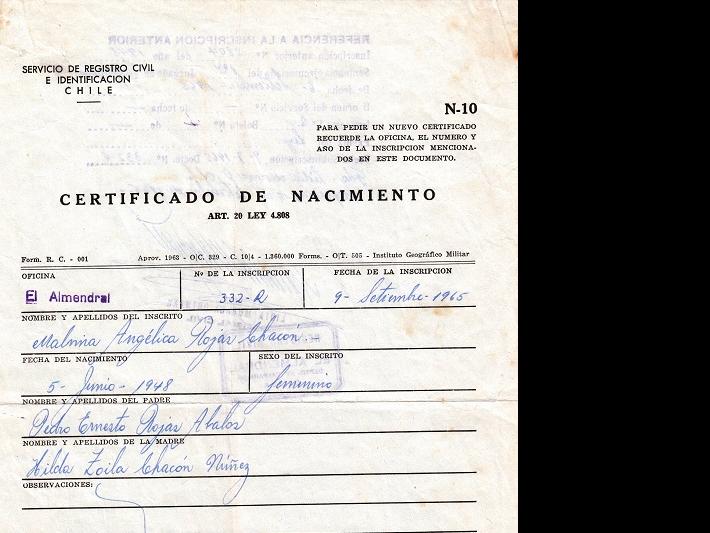 SERVICIO DE REGISTRO CIVIL
E IDENTIFICACION
CHILE
N-10
PARA PEDIR UN NUEVO CERTIFICADO
RECUERDE LA OFICINA, EL NUMERO Y
AÑO DE LA INSCRIPCION MENCIONA-
DOS EN ESTE DOCUMENTO.
CERTIFICADO DE NACIMIENTO
ART. 20 LEY 4.808
Form. R. C. - 001 Aprov. 1963 - O|C. 329 - C. 10|4 - 1.360.000 Forms. - O|T. 505 - Instituto Geográfico Militar
OFICINA Nº DE LA INSCRIPCION FECHA DE LA INSCRIPCION
El Almendral 332-R 9- Setiembre-1965
NOMBRE Y APELLIDOS DEL INSCRITO
Malvina Angélica Rojas Chacón.
FECHA DEL NACIMIENTO SEXO DEL INSCRITO
5- Junio - 1948 femenino
NOMBRE Y APELLIDOS DEL PADRE
Pedro Ernesto Rojas Abalos
NOMBRE Y APELLIDOS DE LA MADRE
Hilda Zoila Chacón Núñez
OBSERVACIONES: